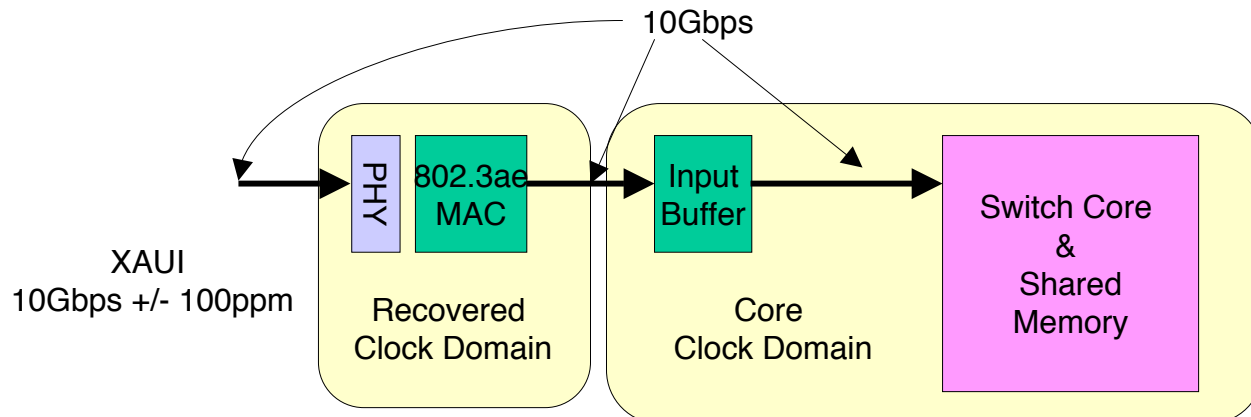 10Gbps
PHY
802.3ae
MAC
Input
Buffer
Switch Core
&
Shared
Memory
XAUI
10Gbps +/- 100ppm
Recovered
Clock Domain
Core
Clock Domain